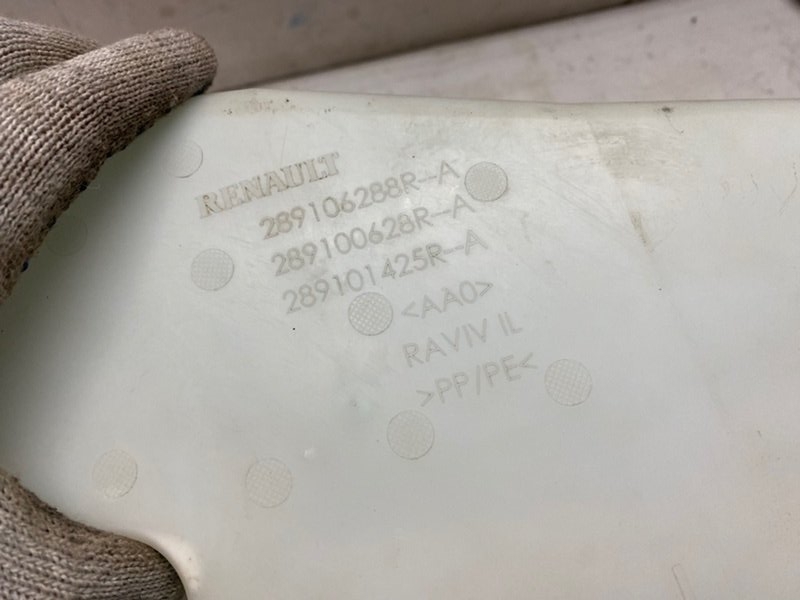 RENAULT
289106288R--A
289100628R--A
289101425R--A
<AA0>
RAVIV IL
>PP/PE<